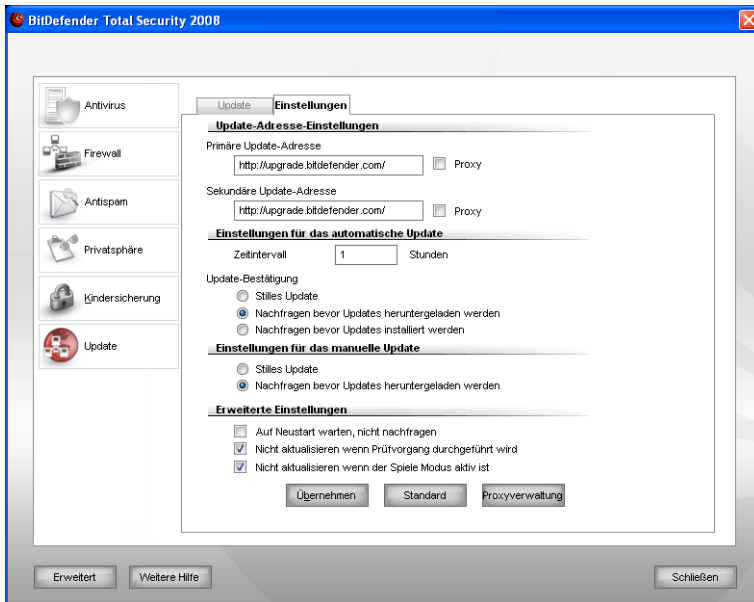 BitDefender Total Security 2008
Antivirus
Firewall
Antispam
Privatsphäre
Kindersicherung
Update
Update
Einstellungen
Update-Adresse-Einstellungen
Primäre Update-Adresse
http://upgrade.bitdefender.com/
Proxy
Sekundäre Update-Adresse
http://upgrade.bitdefender.com/
Proxy
Einstellungen für das automatische Update
Zeitintervall 1 Stunden
Update-Bestätigung
Stilles Update
Nachfragen bevor Updates heruntergeladen werden
Nachfragen bevor Updates installiert werden
Einstellungen für das manuelle Update
Stilles Update
Nachfragen bevor Updates heruntergeladen werden
Erweiterte Einstellungen
Auf Neustart warten, nicht nachfragen
Nicht aktualisieren wenn Prüfvorgang durchgeführt wird
Nicht aktualisieren wenn der Spiele Modus aktiv ist
Übernehmen
Standard
Proxyverwaltung
Erweitert
Weitere Hilfe
Schließen